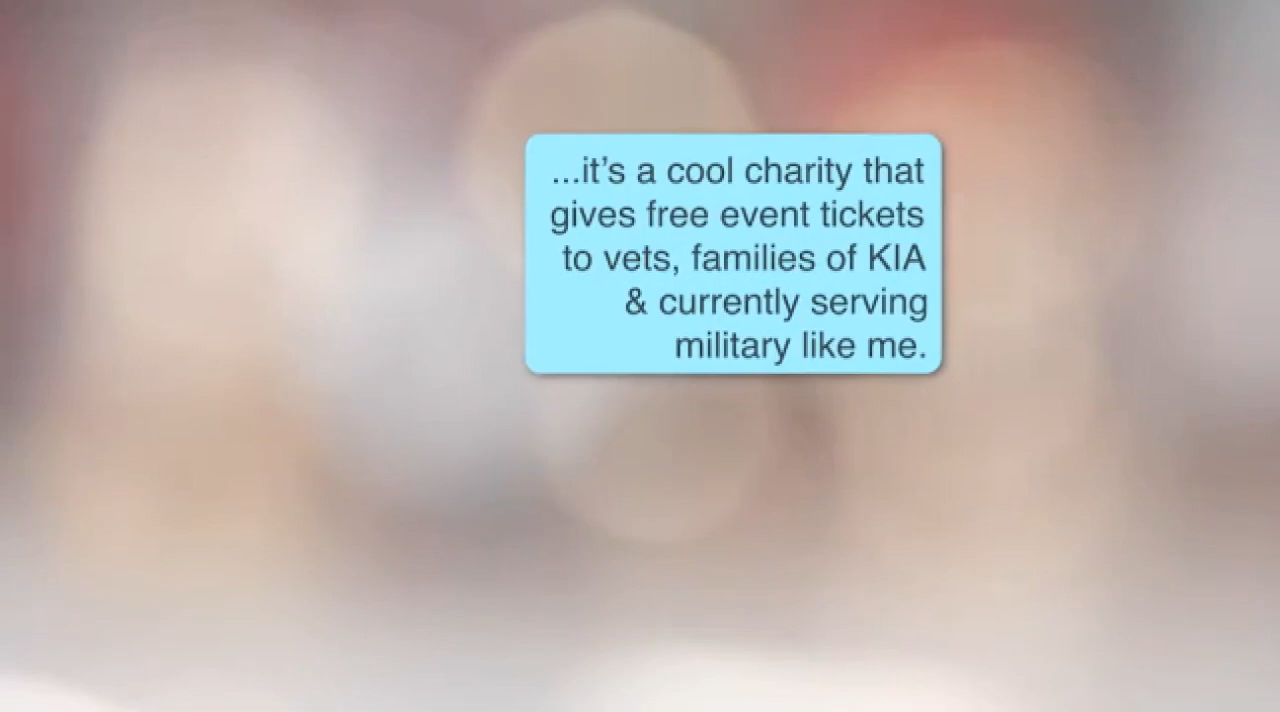 ...it’s a cool charity that
gives free event tickets
to vets, families of KIA
& currently serving
military like me.